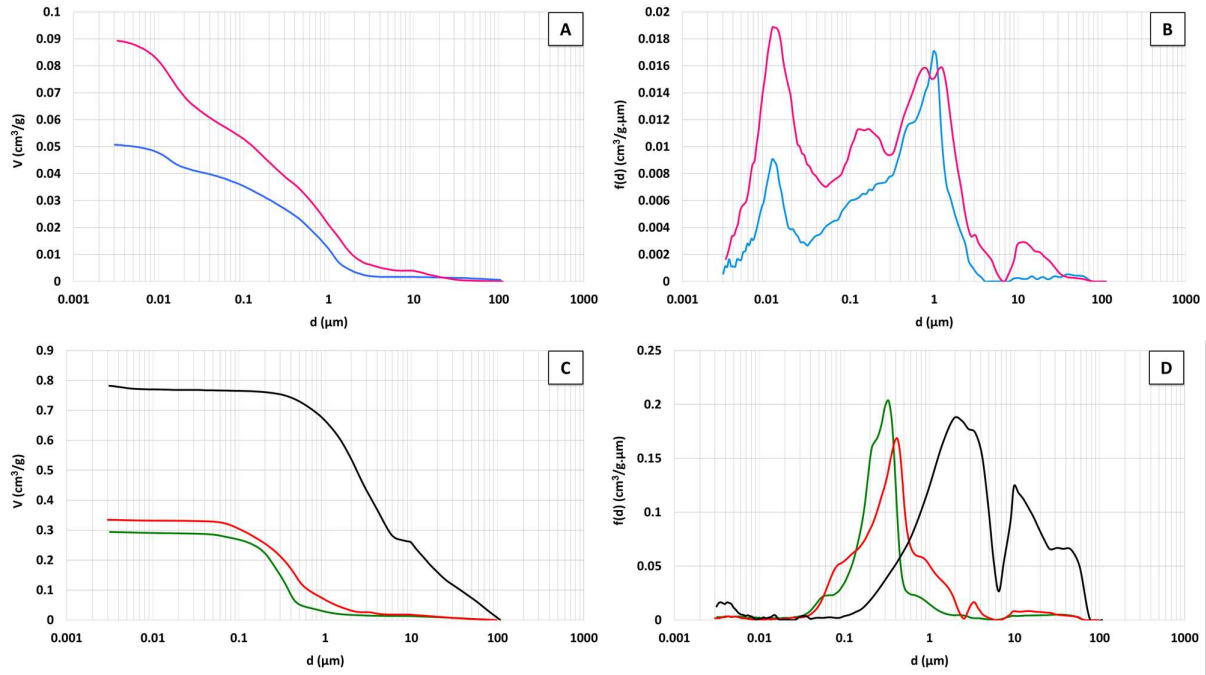 A
V (cm³/g)
0.1
0.09
0.08
0.07
0.06
0.05
0.04
0.03
0.02
0.01
0
0.001 0.01 0.1 1 10 100 1000
d (μm)
B
f(d) (cm³/g.μm)
0.02
0.018
0.016
0.014
0.012
0.01
0.008
0.006
0.004
0.002
0
0.001 0.01 0.1 1 10 100 1000
d (μm)
C
V (cm³/g)
0.9
0.8
0.7
0.6
0.5
0.4
0.3
0.2
0.1
0
0.001 0.01 0.1 1 10 100 1000
d (μm)
D
f(d) (cm³/g.μm)
0.25
0.2
0.15
0.1
0.05
0
0.001 0.01 0.1 1 10 100 1000
d (μm)